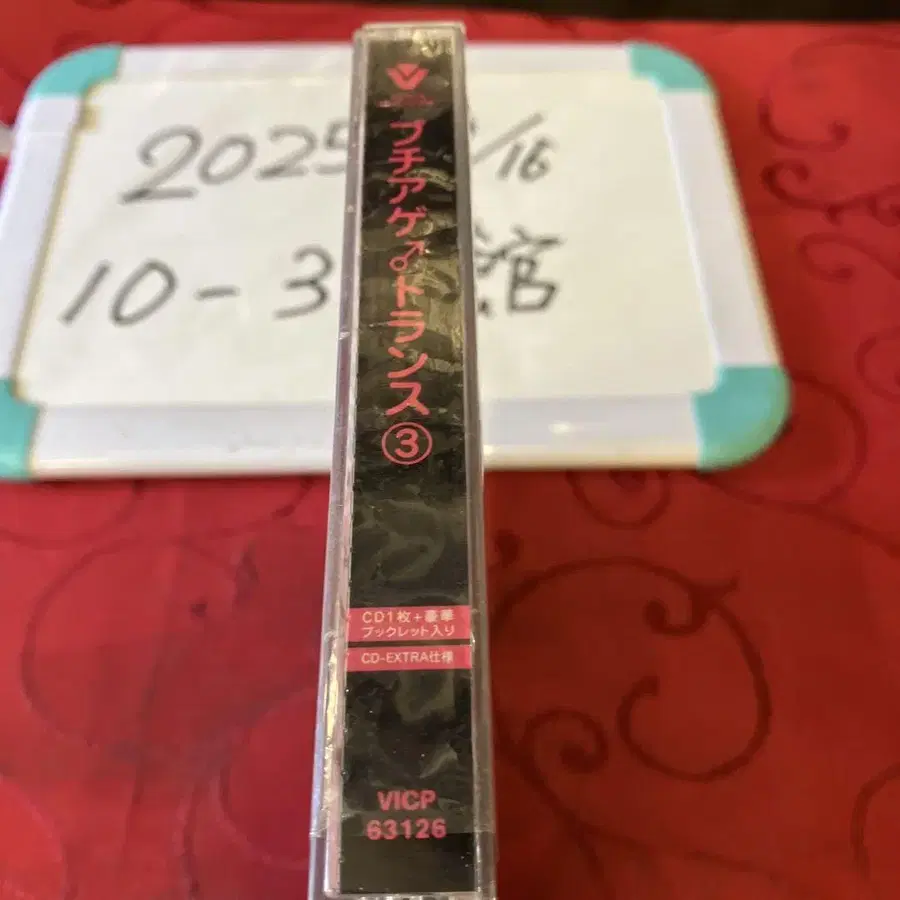 2025 /16
10-3 館
プチアゲ♂トランス③
CD1枚+豪華
ブックレット入り
CD-EXTRA仕様
VICP
63126